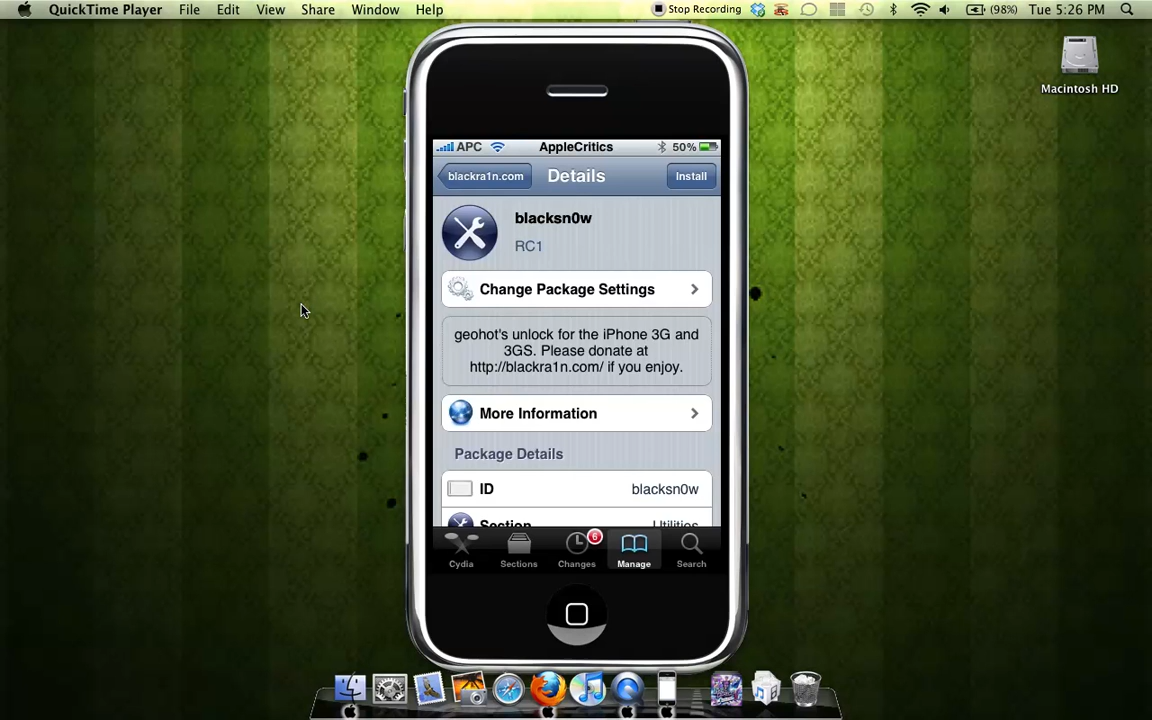 QuickTime Player File Edit View Share Window Help Stop Recording (98%) Tue 5:26 PM
Macintosh HD
APC AppleCritics 50%
blackra1n.com Details Install
blacksn0w
RC1
Change Package Settings
geohot's unlock for the iPhone 3G and
3GS. Please donate at
http://blackra1n.com/ if you enjoy.
More Information
Package Details
ID blacksn0w
Section Utilities
6
Cydia Sections Changes Manage Search